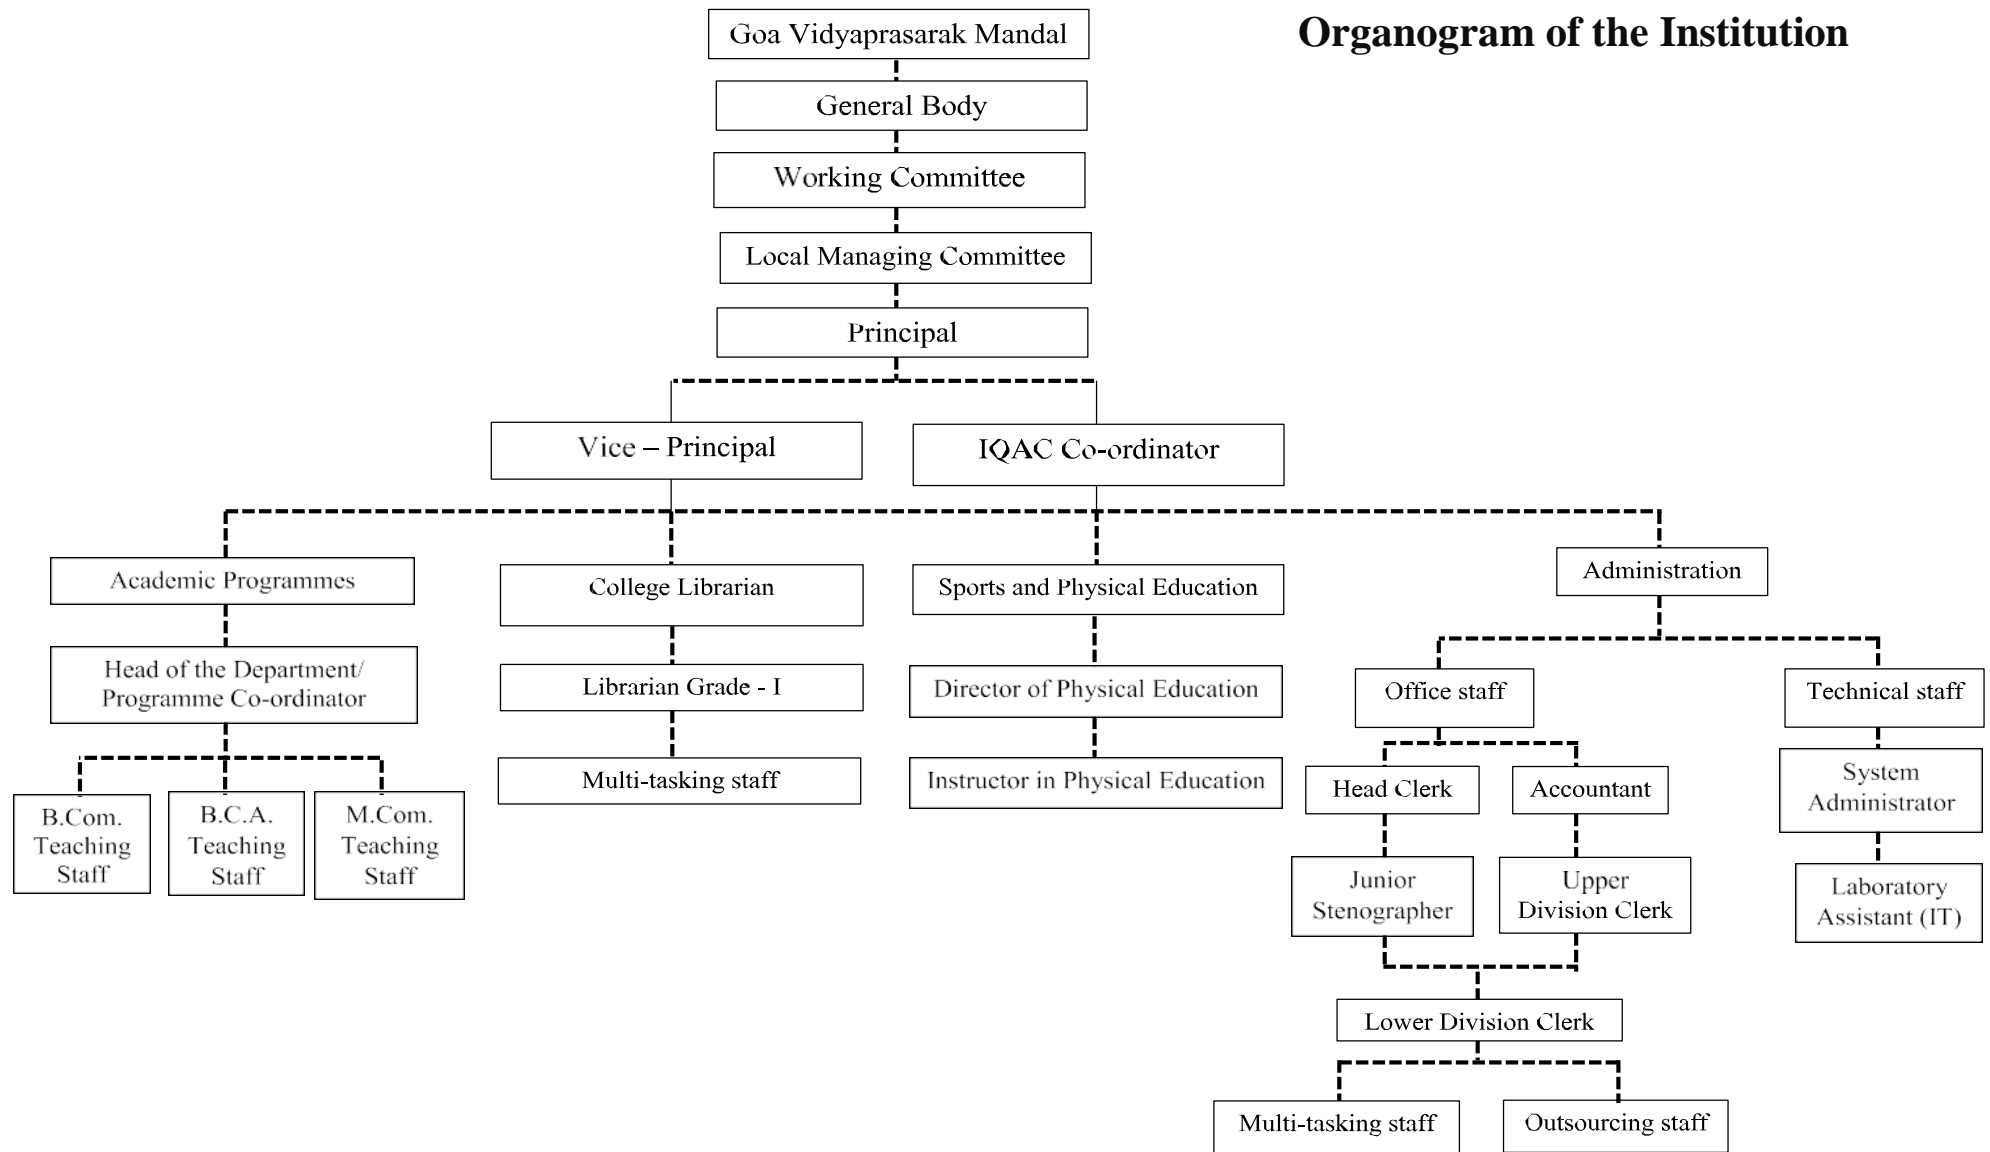 Organogram of the Institution
Goa Vidyaprasarak Mandal
General Body
Working Committee
Local Managing Committee
Principal
Vice – Principal
IQAC Co-ordinator
Academic Programmes
College Librarian
Sports and Physical Education
Administration
Head of the Department/
Programme Co-ordinator
Librarian Grade - I
Director of Physical Education
Office staff
Technical staff
B.Com.
Teaching
Staff
B.C.A.
Teaching
Staff
M.Com.
Teaching
Staff
Multi-tasking staff
Instructor in Physical Education
Head Clerk
Accountant
System
Administrator
Junior
Stenographer
Upper
Division Clerk
Laboratory
Assistant (IT)
Lower Division Clerk
Multi-tasking staff
Outsourcing staff